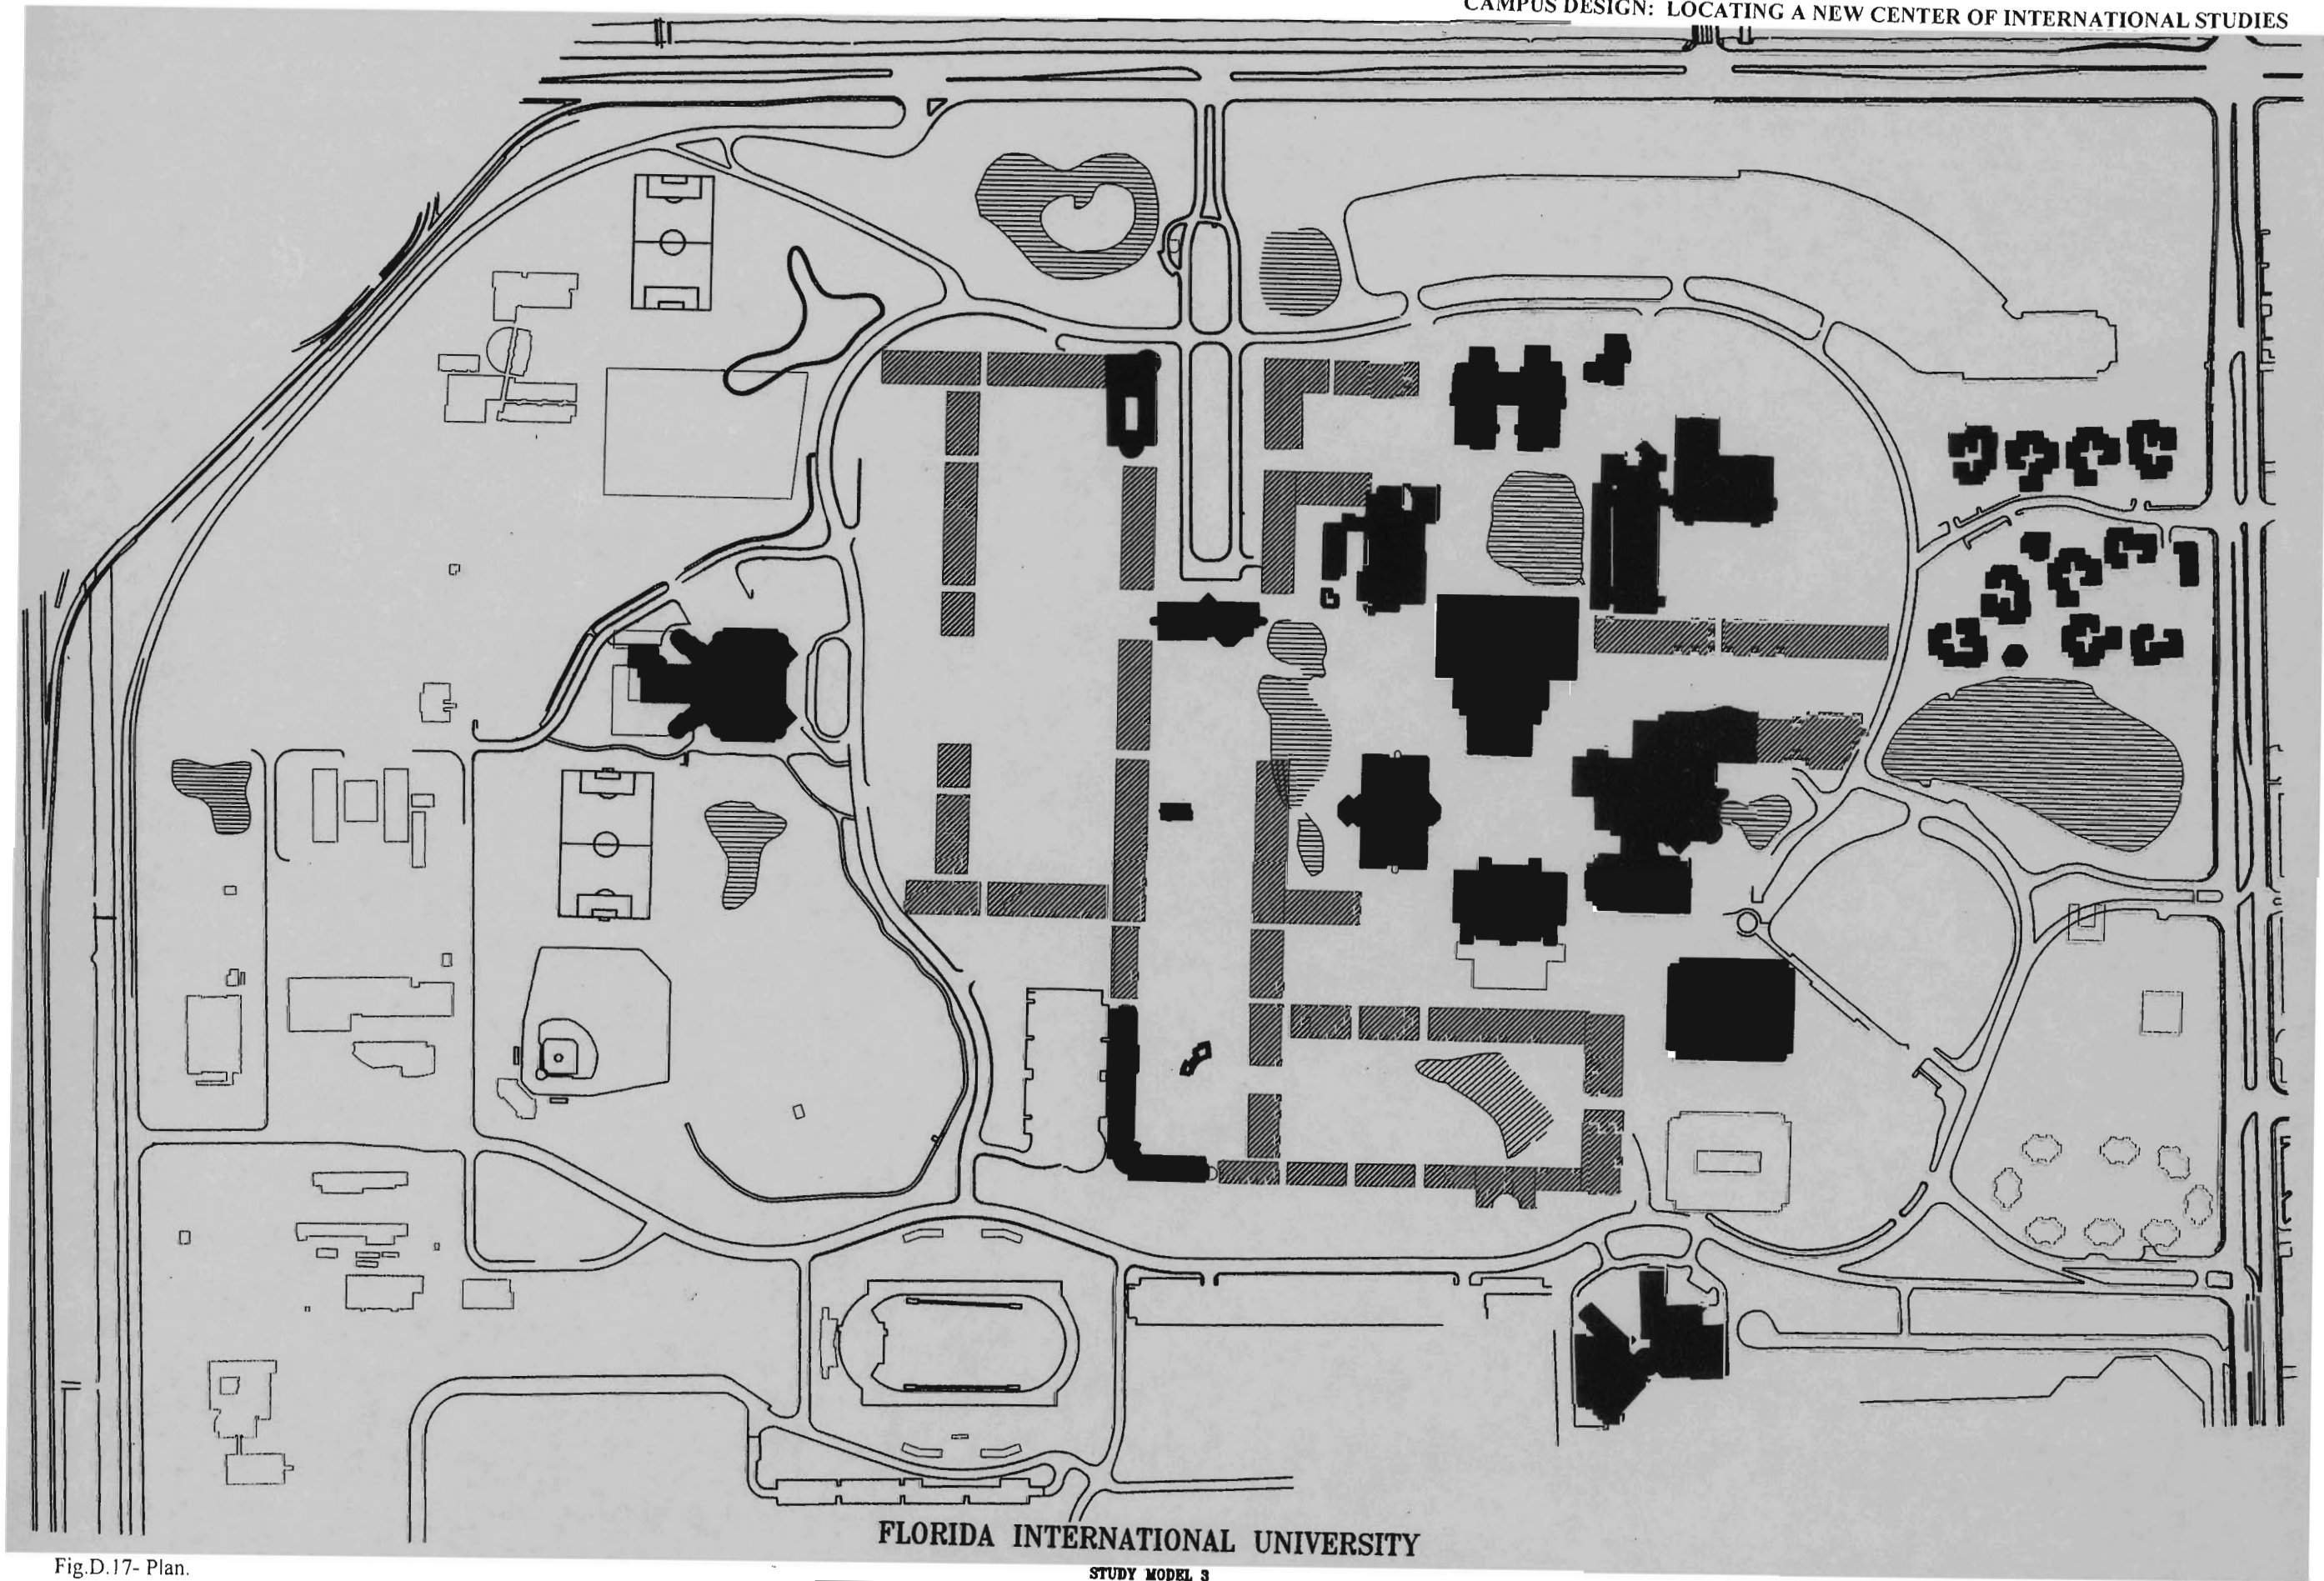 CAMPUS DESIGN: LOCATING A NEW CENTER OF INTERNATIONAL STUDIES
FLORIDA INTERNATIONAL UNIVERSITY
Fig.D.17- Plan.
STUDY MODEL 3